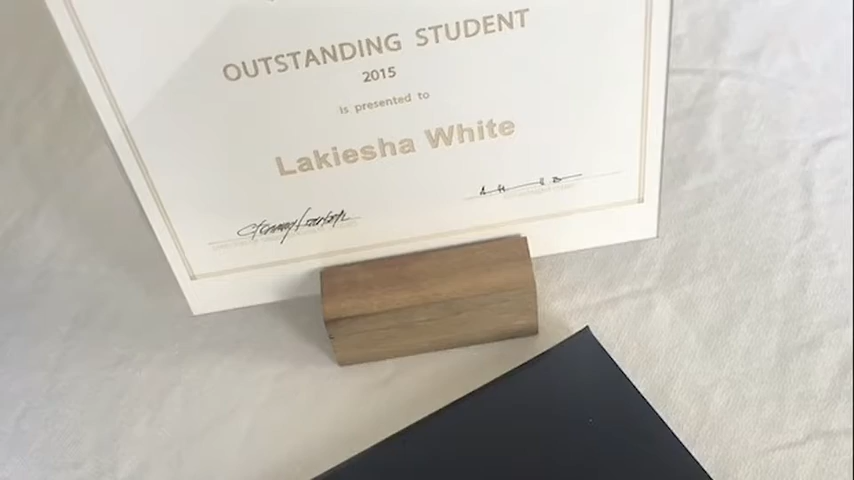 OUTSTANDING STUDENT
2015
is presented to
Lakiesha White